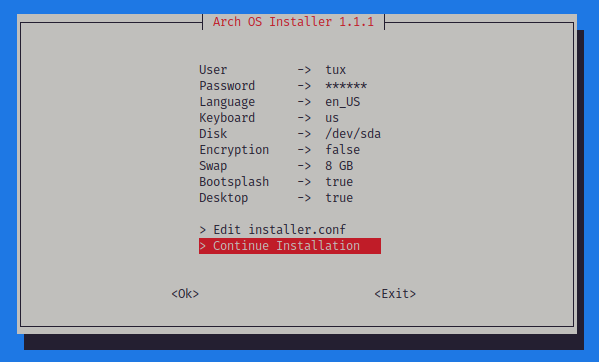 Arch OS Installer 1.1.1
User -> tux
Password -> ******
Language -> en_US
Keyboard -> us
Disk -> /dev/sda
Encryption -> false
Swap -> 8 GB
Bootsplash -> true
Desktop -> true
> Edit installer.conf
> Continue Installation
<Ok> <Exit>